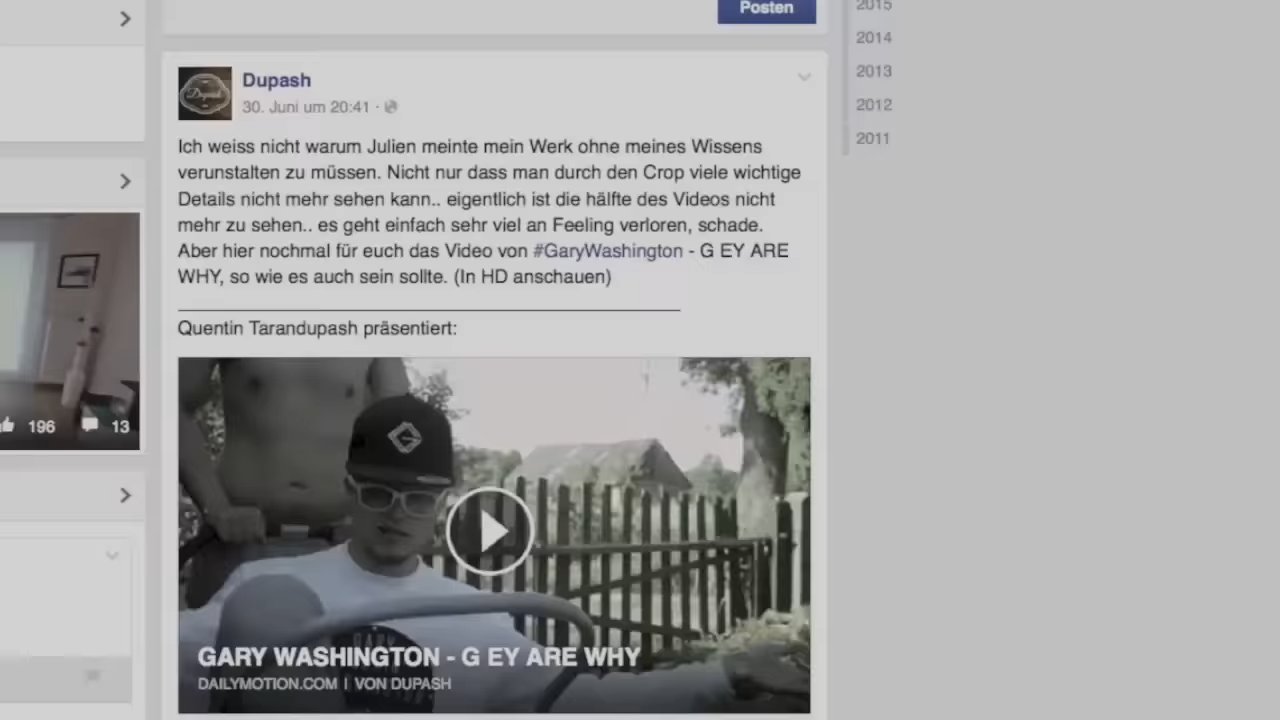 Posten
2015
2014
2013
2012
2011
Dupash
30. Juni um 20:41 ·
Ich weiss nicht warum Julien meinte mein Werk ohne meines Wissens
verunstalten zu müssen. Nicht nur dass man durch den Crop viele wichtige
Details nicht mehr sehen kann.. eigentlich ist die hälfte des Videos nicht
mehr zu sehen.. es geht einfach sehr viel an Feeling verloren, schade.
Aber hier nochmal für euch das Video von #GaryWashington - G EY ARE
WHY, so wie es auch sein sollte. (In HD anschauen)
Quentin Tarandupash präsentiert:
196 13
GARY WASHINGTON - G EY ARE WHY
DAILYMOTION.COM | VON DUPASH